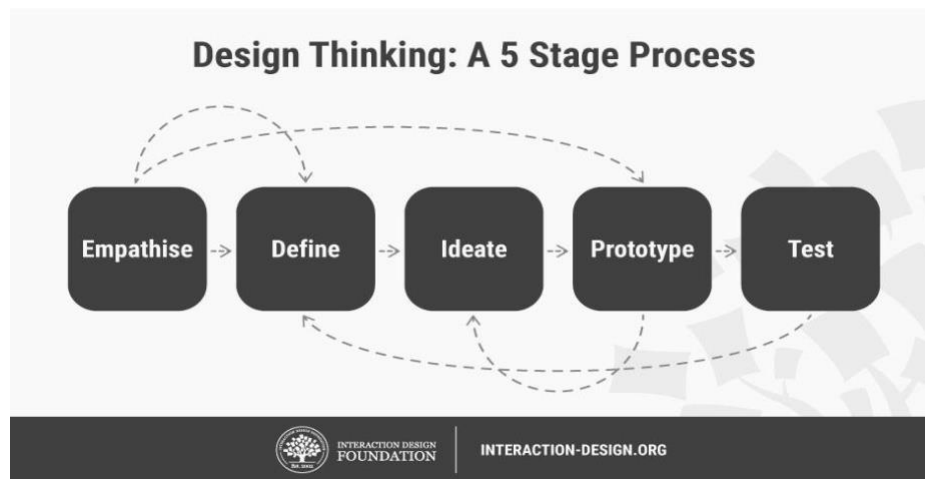 Design Thinking: A 5 Stage Process
Empathise
Define
Ideate
Prototype
Test
INTERACTION DESIGN
FOUNDATION
INTERACTION-DESIGN.ORG